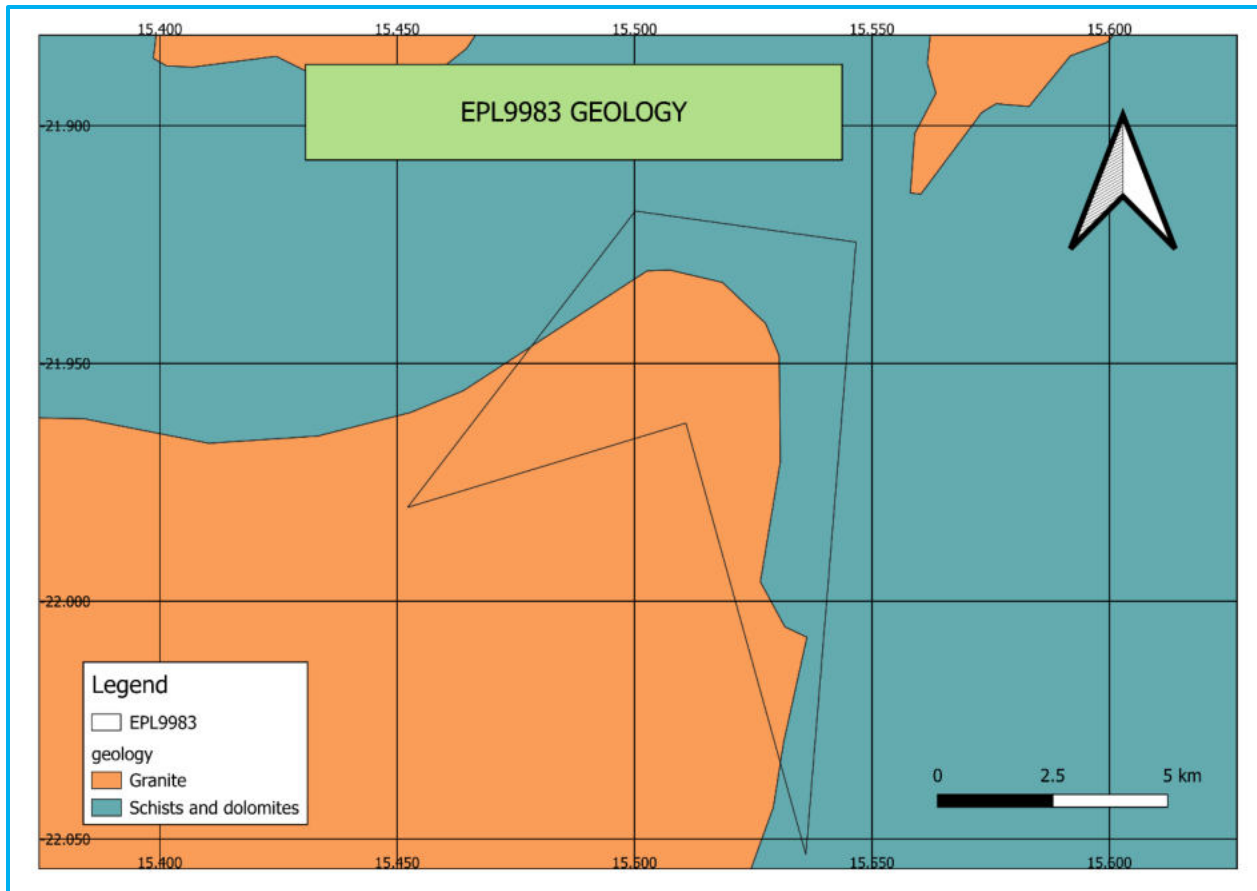 15.400 15.450 15.500 15.550 15.600
EPL9983 GEOLOGY
-21.900
-21.950
-22.000
Legend
EPL9983
geology
Granite
Schists and dolomites
0 2.5 5 km
-22.050
15.400 15.450 15.500 15.550 15.600